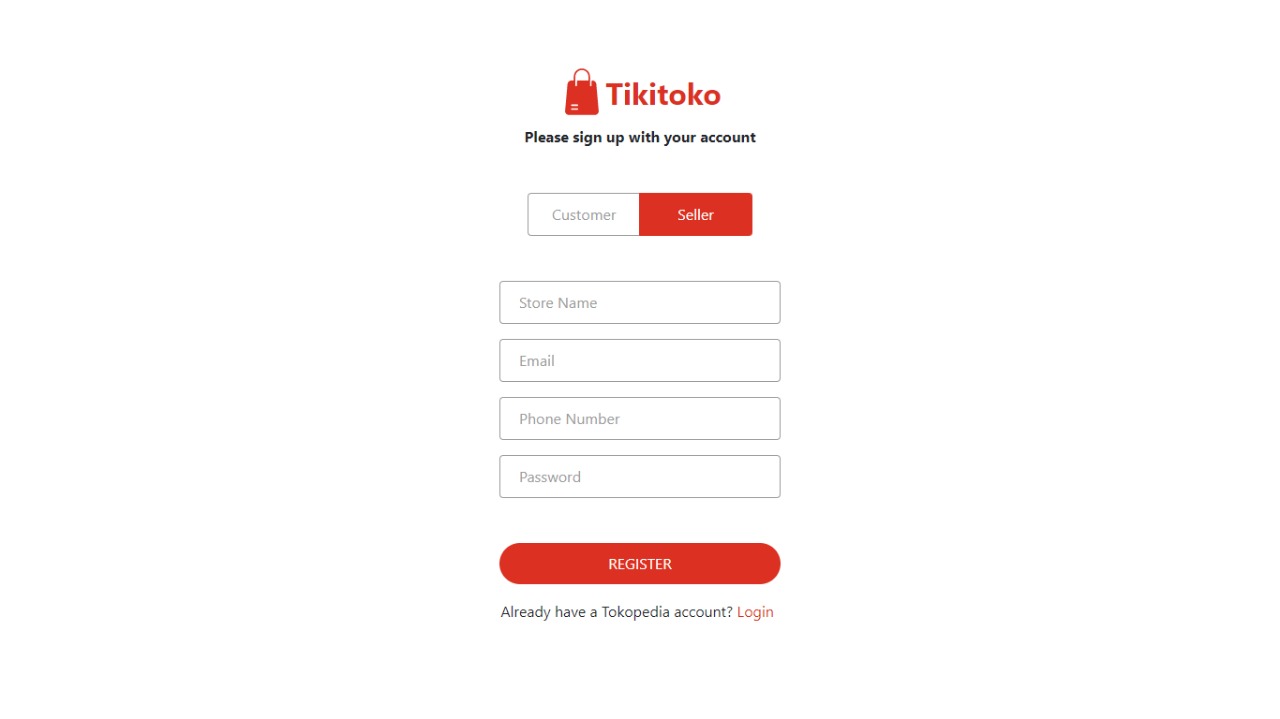 Tikitoko
Please sign up with your account
Customer Seller
Store Name
Email
Phone Number
Password
REGISTER
Already have a Tokopedia account? Login